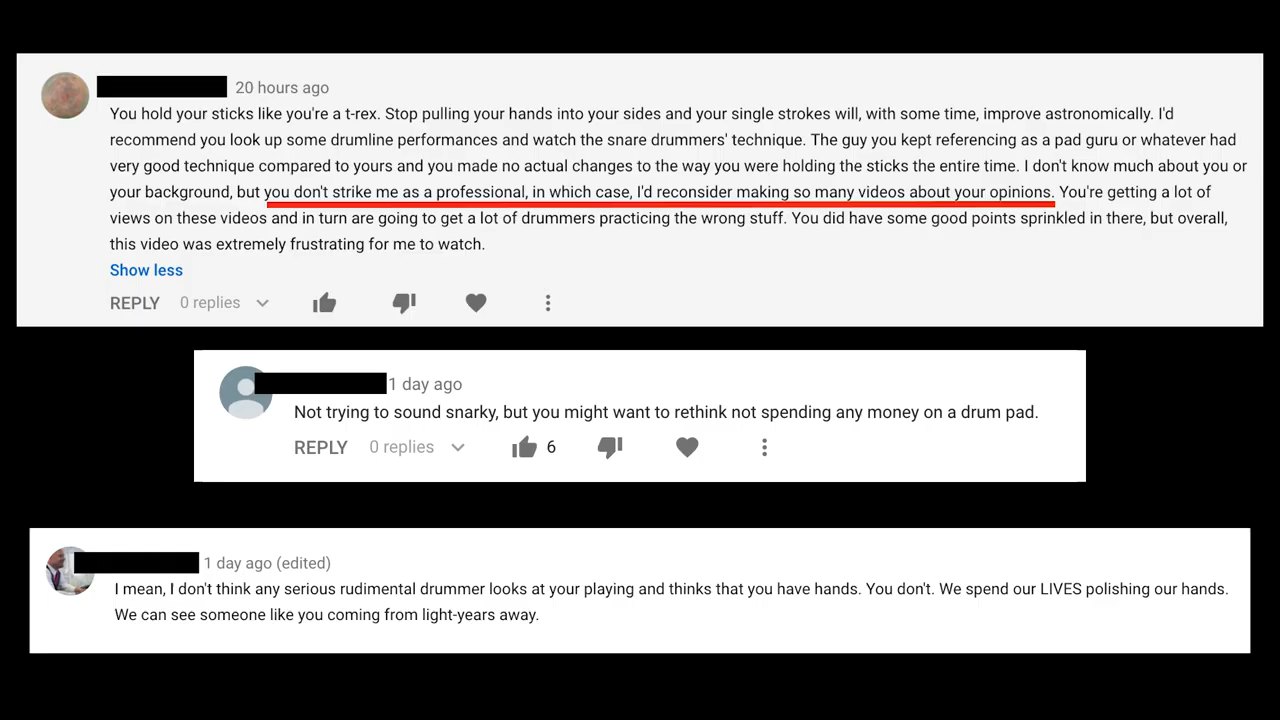 20 hours ago
You hold your sticks like you're a t-rex. Stop pulling your hands into your sides and your single strokes will, with some time, improve astronomically. I'd
recommend you look up some drumline performances and watch the snare drummers' technique. The guy you kept referencing as a pad guru or whatever had
very good technique compared to yours and you made no actual changes to the way you were holding the sticks the entire time. I don't know much about you or
your background, but you don't strike me as a professional, in which case, I'd reconsider making so many videos about your opinions. You're getting a lot of
views on these videos and in turn are going to get a lot of drummers practicing the wrong stuff. You did have some good points sprinkled in there, but overall,
this video was extremely frustrating for me to watch.
Show less
REPLY 0 replies
1 day ago
Not trying to sound snarky, but you might want to rethink not spending any money on a drum pad.
REPLY 0 replies 6
1 day ago (edited)
I mean, I don't think any serious rudimental drummer looks at your playing and thinks that you have hands. You don't. We spend our LIVES polishing our hands.
We can see someone like you coming from light-years away.